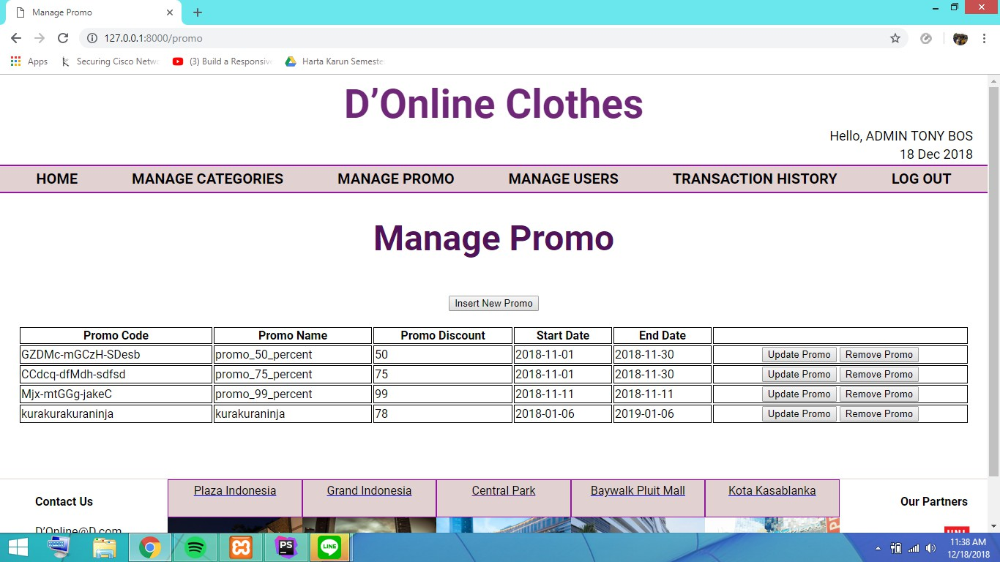 Manage Promo
127.0.0.1:8000/promo
Apps Securing Cisco Netwo (3) Build a Responsive Harta Karun Semeste
D’Online Clothes
Hello, ADMIN TONY BOS
18 Dec 2018
HOME MANAGE CATEGORIES MANAGE PROMO MANAGE USERS TRANSACTION HISTORY LOG OUT
Manage Promo
Insert New Promo
Promo Code Promo Name Promo Discount Start Date End Date
GZDMc-mGCzH-SDesb promo_50_percent 50 2018-11-01 2018-11-30 Update Promo Remove Promo
CCdcq-dfMdh-sdfsd promo_75_percent 75 2018-11-01 2018-11-30 Update Promo Remove Promo
Mjx-mtGGg-jakeC promo_99_percent 99 2018-11-11 2018-11-11 Update Promo Remove Promo
kurakurakuraninja kurakuraninja 78 2018-01-06 2019-01-06 Update Promo Remove Promo
Plaza Indonesia Grand Indonesia Central Park Baywalk Pluit Mall Kota Kasablanka
Contact Us Our Partners
D’Online@D.com
PS LINE
11:38 AM
12/18/2018